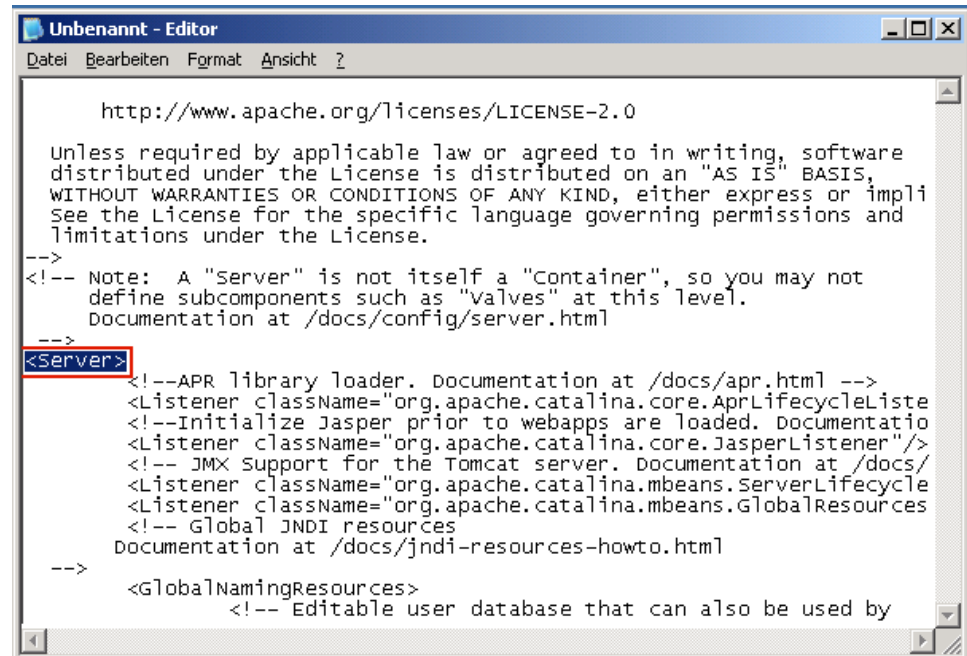 Unbenannt - Editor
Datei Bearbeiten Format Ansicht ?
http://www.apache.org/licenses/LICENSE-2.0
Unless required by applicable law or agreed to in writing, software
distributed under the License is distributed on an "AS IS" BASIS,
WITHOUT WARRANTIES OR CONDITIONS OF ANY KIND, either express or impli
See the License for the specific language governing permissions and
limitations under the License.
-->
<!-- Note:  A "Server" is not itself a "Container", so you may not
define subcomponents such as "Valves" at this level.
Documentation at /docs/config/server.html
-->
<Server>
<!--APR library loader. Documentation at /docs/apr.html -->
<Listener className="org.apache.catalina.core.AprLifecycleListe
<!--Initialize Jasper prior to webapps are loaded. Documentatio
<Listener className="org.apache.catalina.core.JasperListener"/>
<!-- JMX Support for the Tomcat server. Documentation at /docs/
<Listener className="org.apache.catalina.mbeans.ServerLifecycle
<Listener className="org.apache.catalina.mbeans.GlobalResources
<!-- Global JNDI resources
Documentation at /docs/jndi-resources-howto.html
-->
<GlobalNamingResources>
<!-- Editable user database that can also be used by